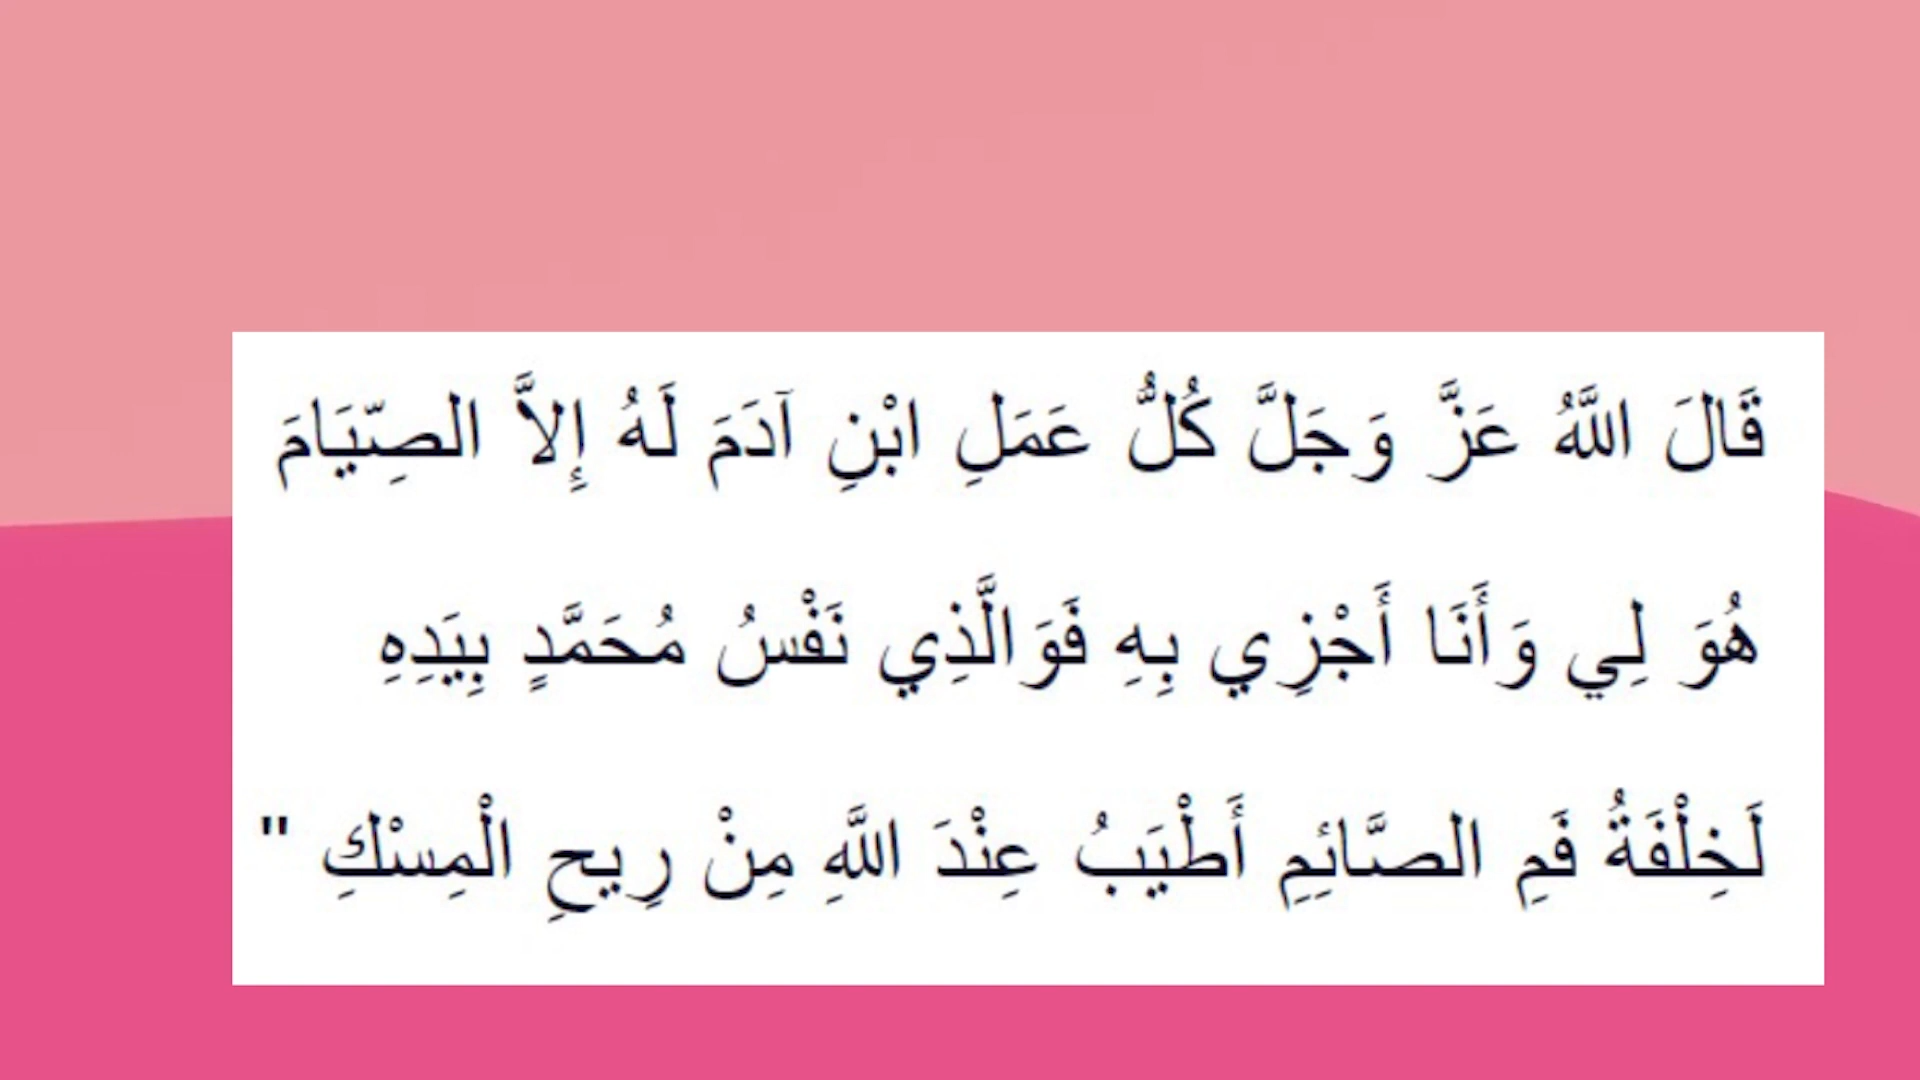 قَالَ اللَّهُ عَزَّ وَجَلَّ كُلُّ عَمَلِ ابْنِ آدَمَ لَهُ إِلاَّ الصِّيَامَ
هُوَ لِي وَأَنَا أَجْزِي بِهِ فَوَالَّذِي نَفْسُ مُحَمَّدٍ بِيَدِهِ
لَخِلْفَةُ فَمِ الصَّائِمِ أَطْيَبُ عِنْدَ اللَّهِ مِنْ رِيحِ الْمِسْكِ "